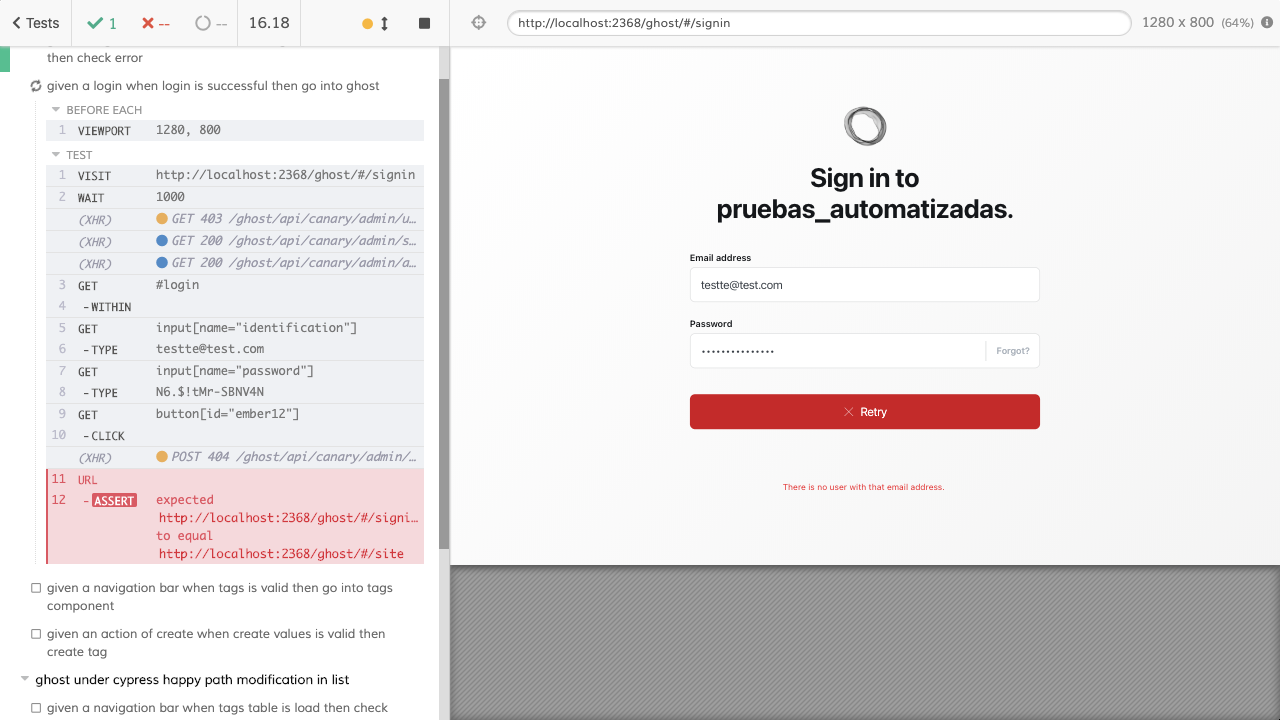 Tests
1
--
--
16.18
http://localhost:2368/ghost/#/signin
1280 x 800 (64%)
then check error
given a login when login is successful then go into ghost
BEFORE EACH
1 VIEWPORT 1280, 800
TEST
1 VISIT http://localhost:2368/ghost/#/signin
2 WAIT 1000
(XHR) GET 403 /ghost/api/canary/admin/u…
(XHR) GET 200 /ghost/api/canary/admin/s…
(XHR) GET 200 /ghost/api/canary/admin/a…
3 GET #login
4 -WITHIN
5 GET input[name="identification"]
6 -TYPE testte@test.com
7 GET input[name="password"]
8 -TYPE N6.$!tMr-SBNV4N
9 GET button[id="ember12"]
10 -CLICK
(XHR) POST 404 /ghost/api/canary/admin/…
11 URL
12 -ASSERT expected
http://localhost:2368/ghost/#/signi…
to equal
http://localhost:2368/ghost/#/site
given a navigation bar when tags is valid then go into tags
component
given an action of create when create values is valid then
create tag
ghost under cypress happy path modification in list
given a navigation bar when tags table is load then check
Sign in to
pruebas_automatizadas.
Email address
testte@test.com
Password
•••••••••••••••
Forgot?
Retry
There is no user with that email address.